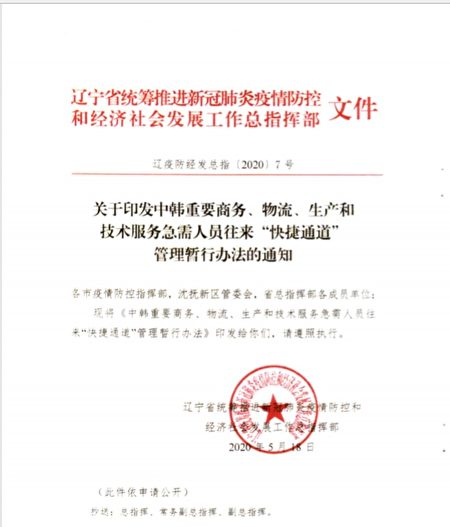 辽宁省统筹推进新冠肺炎疫情防控
和经济社会发展工作总指挥部 文件
辽疫防经发总指〔2020〕7号
关于印发中韩重要商务、物流、生产和
技术服务急需人员往来“快捷通道”
管理暂行办法的通知
各市疫情防控指挥部，沈抚新区管委会，省总指挥部各成员单位：
现将《中韩重要商务、物流、生产和技术服务急需人员往
来“快捷通道”管理暂行办法》印发给你们，请遵照执行。
辽宁省统筹推进新冠肺炎疫情防控和
经济社会发展工作总指挥部
2020年5月18日
（此件依申请公开）
抄送：总指挥、常务副总指挥、副总指挥。